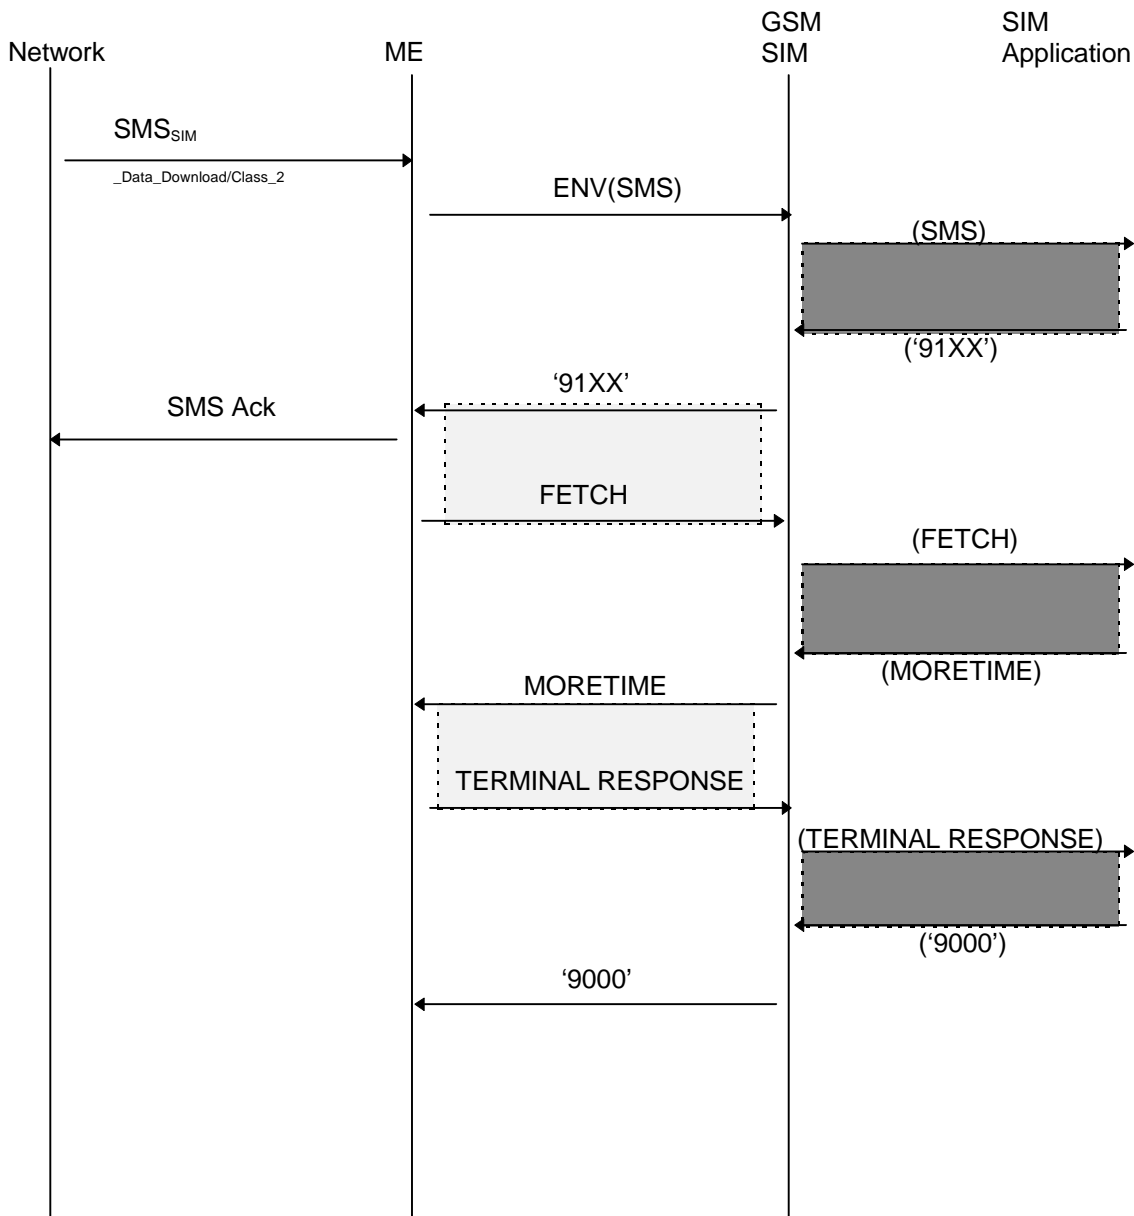 GSM SIM
Network ME SIM Application
SMSSIM
_Data_Download/Class_2
ENV(SMS)
(SMS)
(‘91XX’)
‘91XX’
SMS Ack
FETCH
(FETCH)
(MORETIME)
MORETIME
TERMINAL RESPONSE
(TERMINAL RESPONSE)
(‘9000’)
‘9000’